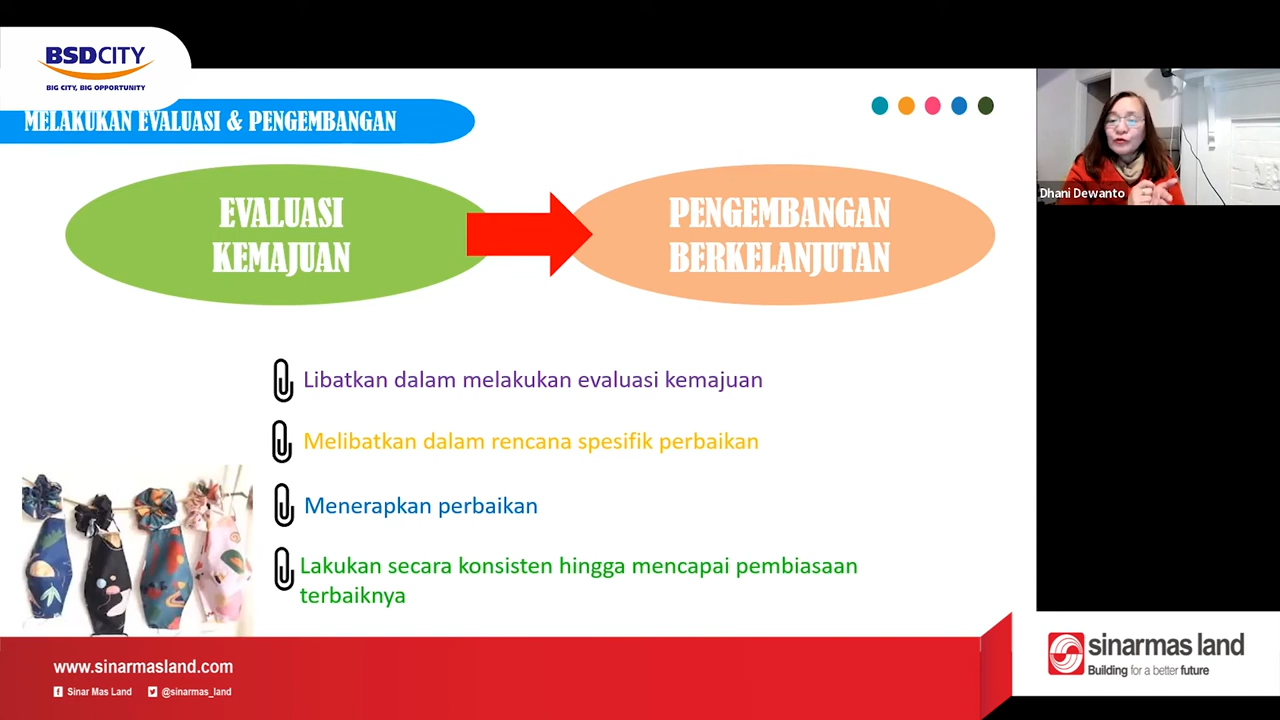 BSDCITY
BIG CITY, BIG OPPORTUNITY
MELAKUKAN EVALUASI & PENGEMBANGAN
EVALUASI
KEMAJUAN
PENGEMBANGAN
BERKELANJUTAN
Dhani Dewanto
Libatkan dalam melakukan evaluasi kemajuan
Melibatkan dalam rencana spesifik perbaikan
Menerapkan perbaikan
Lakukan secara konsisten hingga mencapai pembiasaan
terbaiknya
www.sinarmasland.com
Sinar Mas Land @sinarmas_land
sinarmas land
Building for a better future